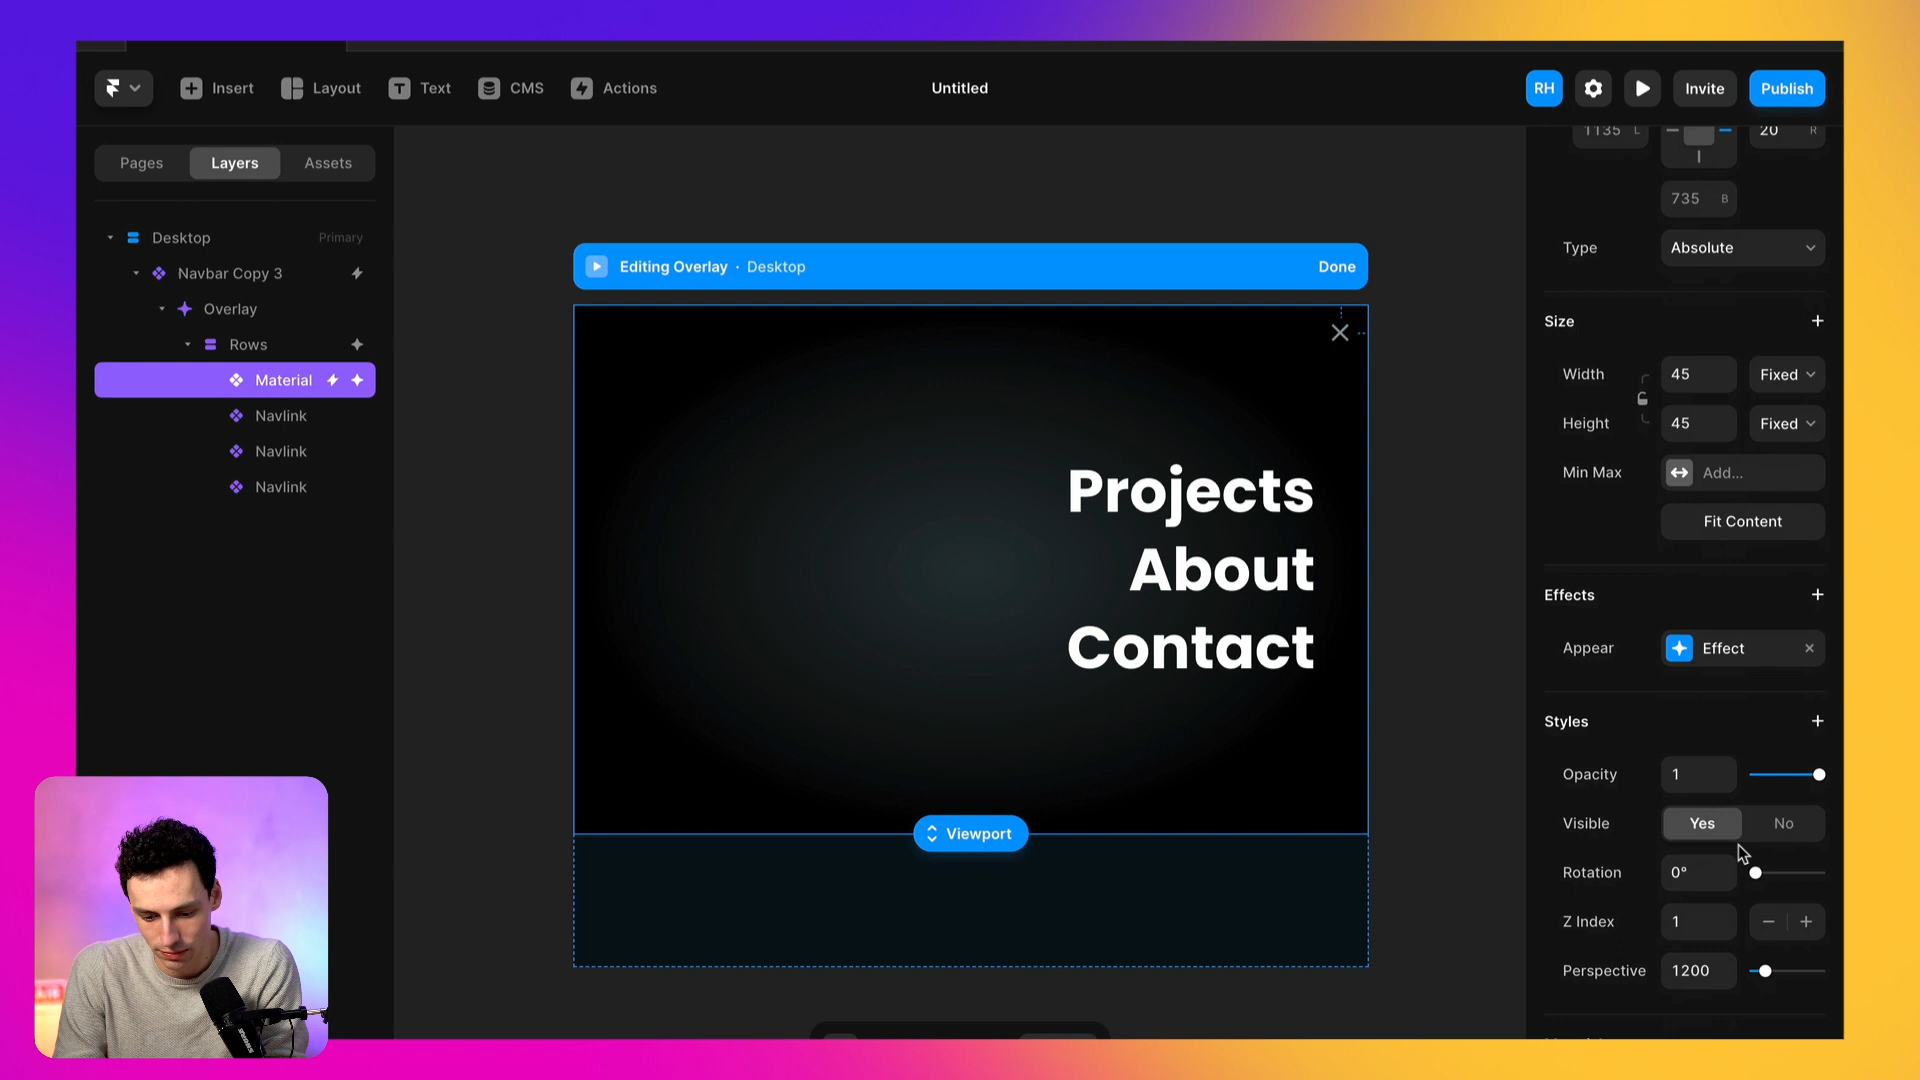 Insert
Layout
Text
CMS
Actions
Untitled
RH
Invite
Publish
Pages
Layers
Assets
Desktop
Primary
Navbar Copy 3
Overlay
Rows
Material
Navlink
Navlink
Navlink
Editing Overlay · Desktop
Done
Projects
About
Contact
Viewport
1135 L
20 R
735 B
Type
Absolute
Size
Width
45
Fixed
Height
45
Fixed
Min Max
Add...
Fit Content
Effects
Appear
Effect
Styles
Opacity
1
Visible
Yes
No
Rotation
0°
Z Index
1
Perspective
1200